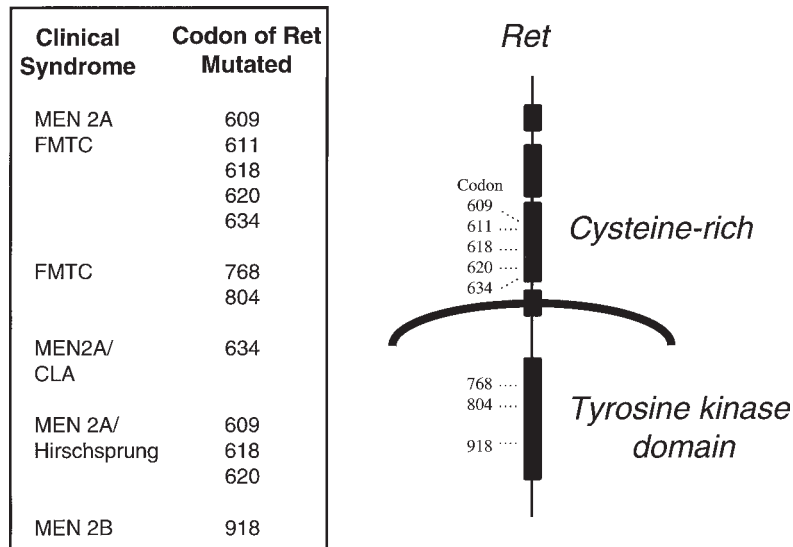 Clinical Syndrome Codon of Ret Mutated
MEN 2A 609
FMTC 611
618
620
634
FMTC 768
804
MEN2A/ 634
CLA
MEN 2A/ 609
Hirschsprung 618
620
MEN 2B 918
Ret
Codon
609
611
618
620
634
Cysteine-rich
768
804
918
Tyrosine kinase
domain